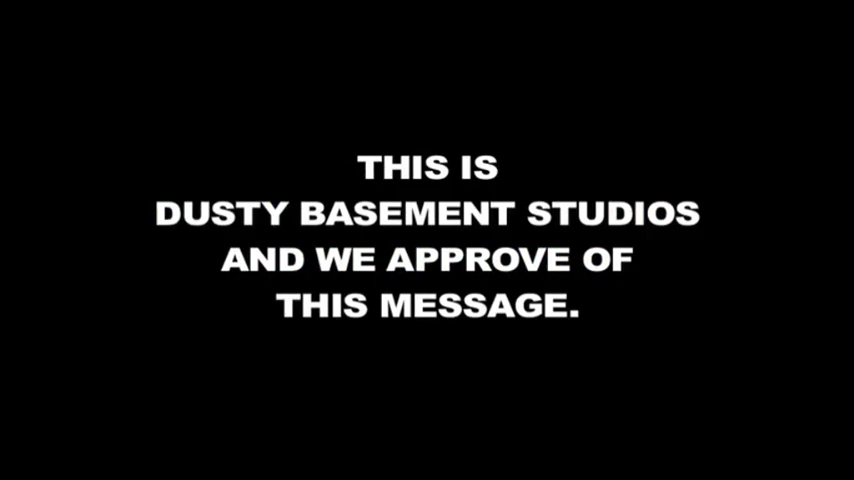 THIS IS
DUSTY BASEMENT STUDIOS
AND WE APPROVE OF
THIS MESSAGE.